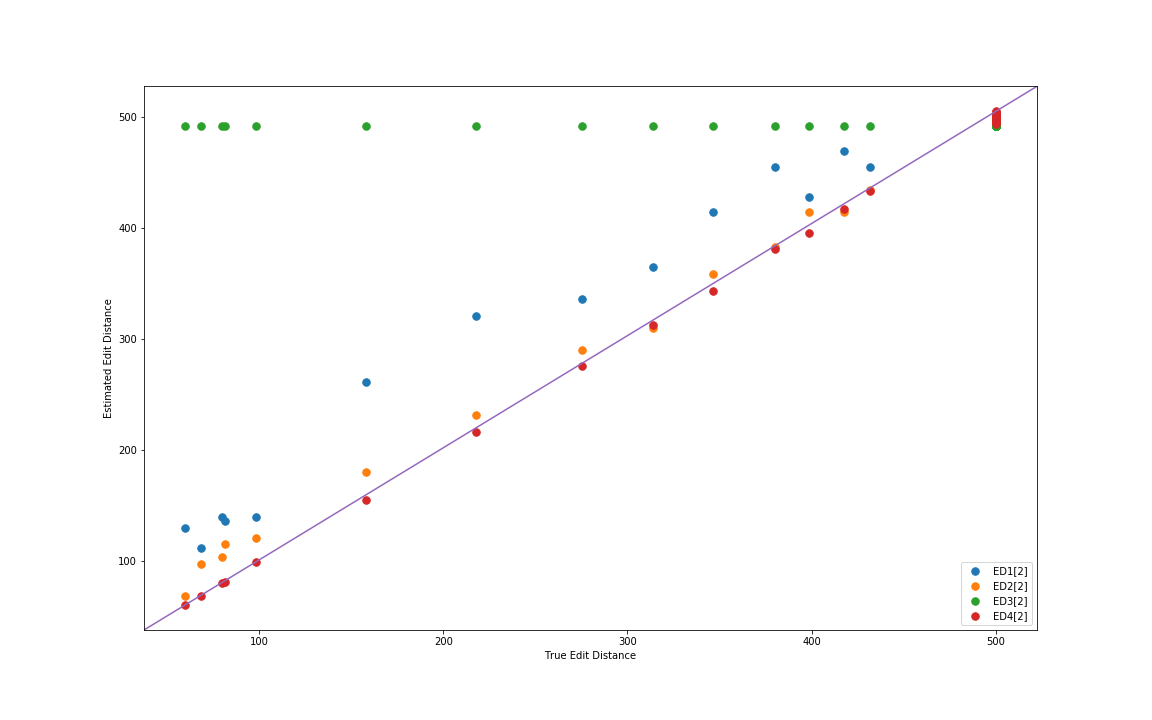 500
400
300
200
100
Estimated Edit Distance
100 200 300 400 500
True Edit Distance
ED1[2]
ED2[2]
ED3[2]
ED4[2]